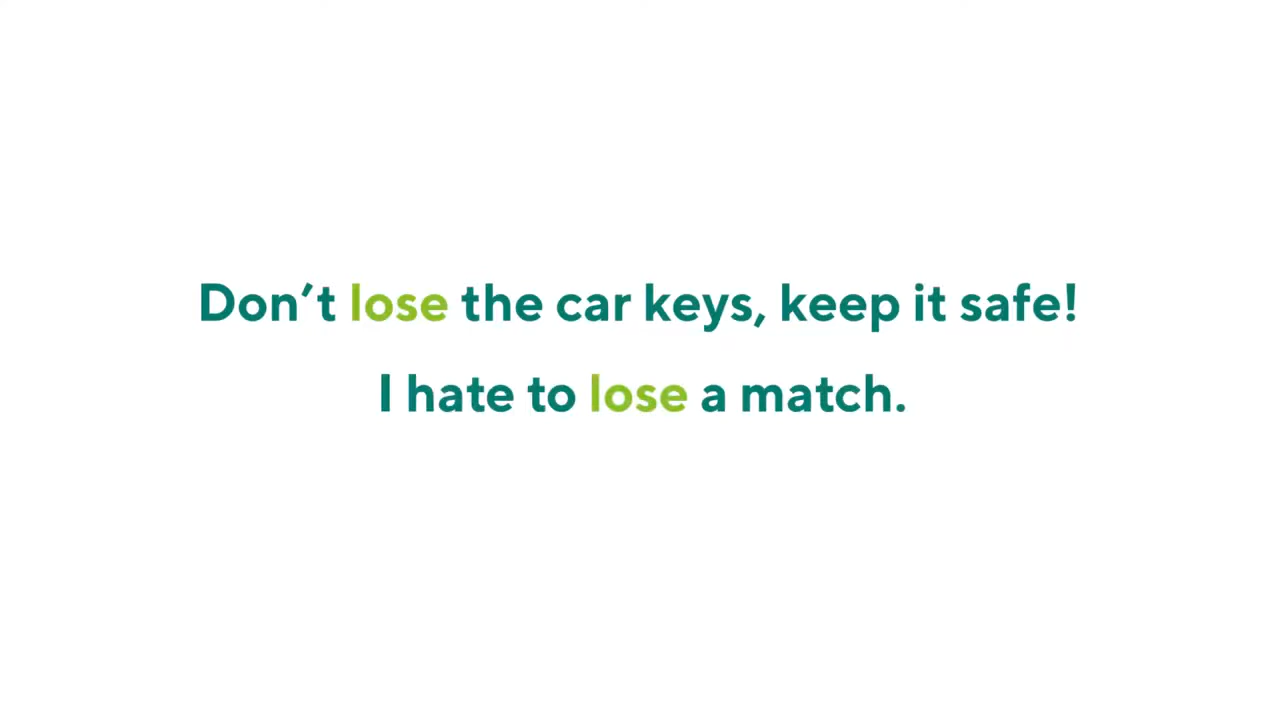 Don’t lose the car keys, keep it safe!
I hate to lose a match.